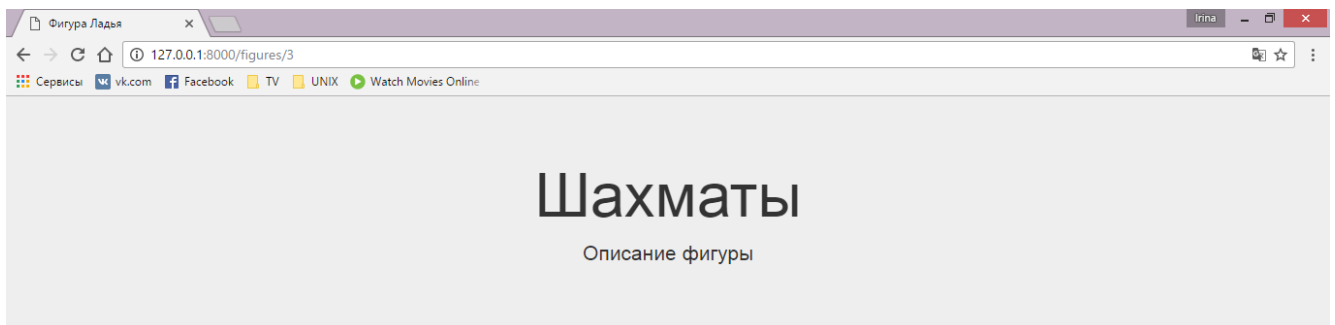 Фигура Ладья
Irina
127.0.0.1:8000/figures/3
Сервисы vk.com Facebook TV UNIX Watch Movies Online
Шахматы
Описание фигуры